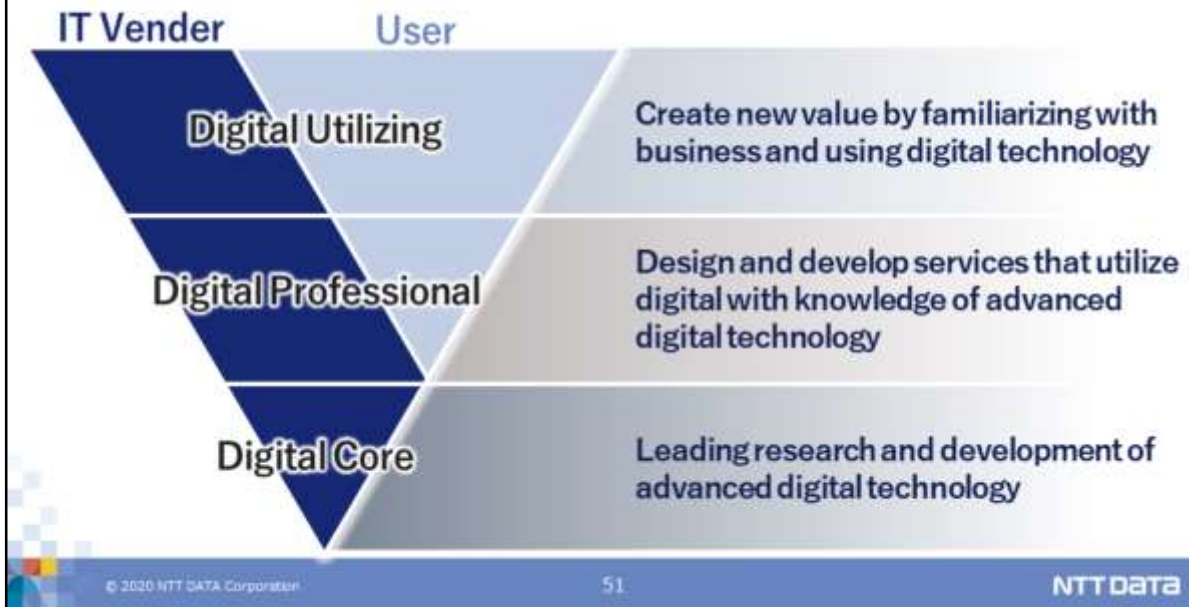 IT Vender
User
Digital Utilizing
Create new value by familiarizing with
business and using digital technology
Digital Professional
Design and develop services that utilize
digital with knowledge of advanced
digital technology
Digital Core
Leading research and development of
advanced digital technology
© 2020 NTT DATA Corporation
51
NTT DATA